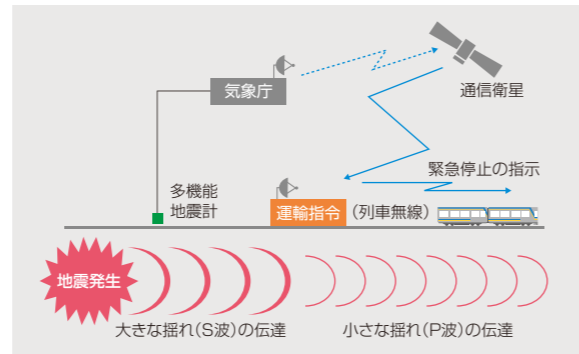 気象庁
通信衛星
緊急停止の指示
多機能
地震計
運輸指令
(列車無線)
地震発生
大きな揺れ(S波)の伝達
小さな揺れ(P波)の伝達